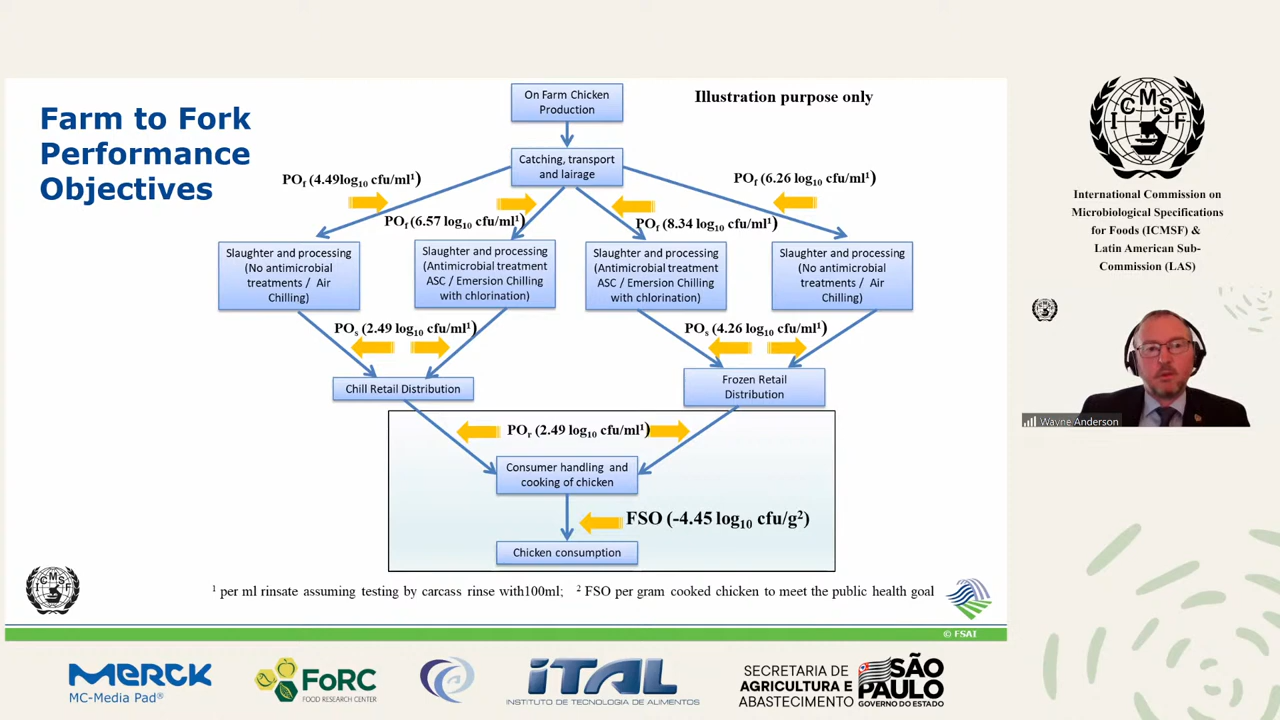 Farm to Fork
Performance
Objectives
Illustration purpose only
On Farm Chicken
Production
Catching, transport
and lairage
POf (4.49log10 cfu/ml1)
POf (6.57 log10 cfu/ml1)
POf (8.34 log10 cfu/ml1)
POf (6.26 log10 cfu/ml1)
Slaughter and processing
(No antimicrobial
treatments / Air
Chilling)
Slaughter and processing
(Antimicrobial treatment
ASC / Emersion Chilling
with chlorination)
Slaughter and processing
(Antimicrobial treatment
ASC / Emersion Chilling
with chlorination)
Slaughter and processing
(No antimicrobial
treatments / Air
Chilling)
POs (2.49 log10 cfu/ml1)
POs (4.26 log10 cfu/ml1)
Chill Retail Distribution
Frozen Retail
Distribution
POr (2.49 log10 cfu/ml1)
Consumer handling and
cooking of chicken
FSO (-4.45 log10 cfu/g2)
Chicken consumption
1 per ml rinsate assuming testing by carcass rinse with100ml; 2 FSO per gram cooked chicken to meet the public health goal
ICMSF
© FSAI
ICMSF
International Commission on
Microbiological Specifications
for Foods (ICMSF) &
Latin American Sub-
Commission (LAS)
Wayne Anderson
MERCK
MC-Media Pad®
FoRC
FOOD RESEARCH CENTER
iTAL
INSTITUTO DE TECNOLOGIA DE ALIMENTOS
SECRETARIA DE
AGRICULTURA E
ABASTECIMENTO
SÃO
PAULO
GOVERNO DO ESTADO